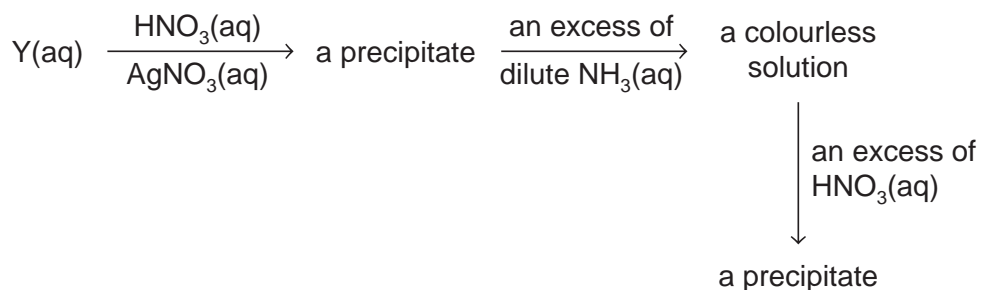 Y(aq)
HNO₃(aq)
AgNO₃(aq)
a precipitate
an excess of
dilute NH₃(aq)
a colourless
solution
an excess of
HNO₃(aq)
a precipitate